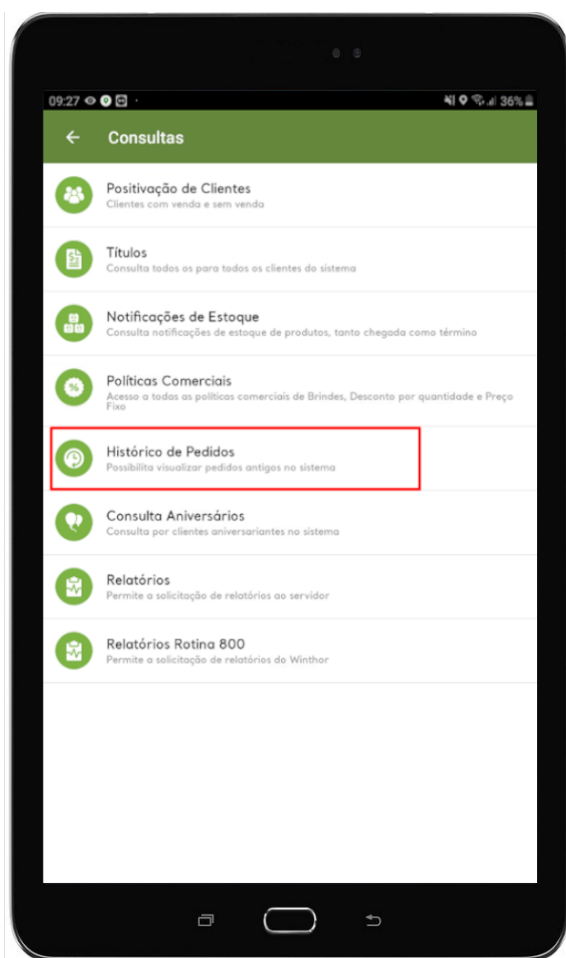 09:27
36%
Consultas
Positivação de Clientes
Clientes com venda e sem venda
Títulos
Consulta todos os para todos os clientes do sistema
Notificações de Estoque
Consulta notificações de estoque de produtos, tanto chegada como término
Políticas Comerciais
Acesso a todas as políticas comerciais de Brindes, Desconto por quantidade e Preço
Fixo
Histórico de Pedidos
Possibilita visualizar pedidos antigos no sistema
Consulta Aniversários
Consulta por clientes aniversariantes no sistema
Relatórios
Permite a solicitação de relatórios ao servidor
Relatórios Rotina 800
Permite a solicitação de relatórios do Winthor